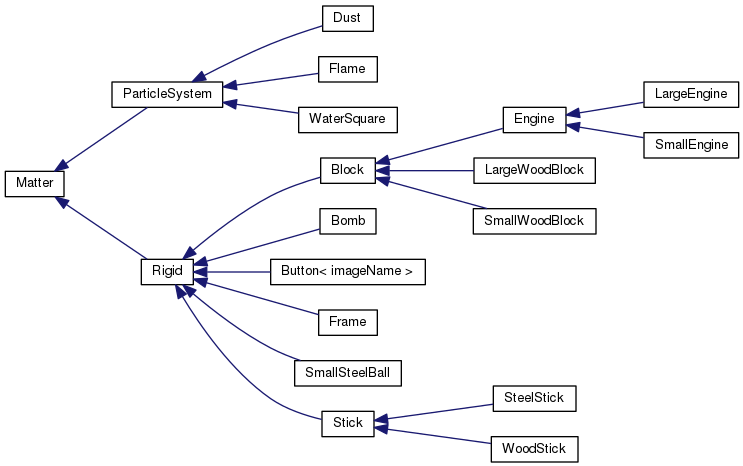 Dust
Flame
ParticleSystem
LargeEngine
WaterSquare
Engine
SmallEngine
Matter
Block
LargeWoodBlock
SmallWoodBlock
Bomb
Rigid
Button< imageName >
Frame
SmallSteelBall
SteelStick
Stick
WoodStick